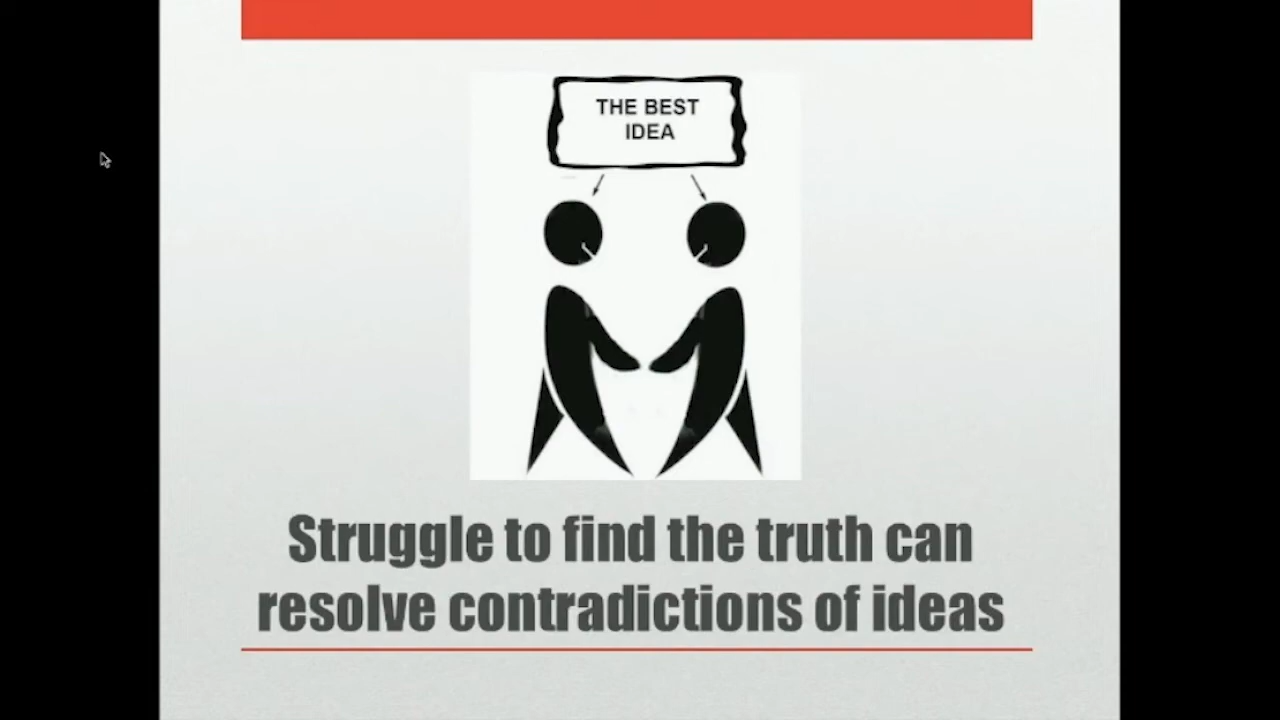 THE BEST
IDEA
Struggle to find the truth can
resolve contradictions of ideas